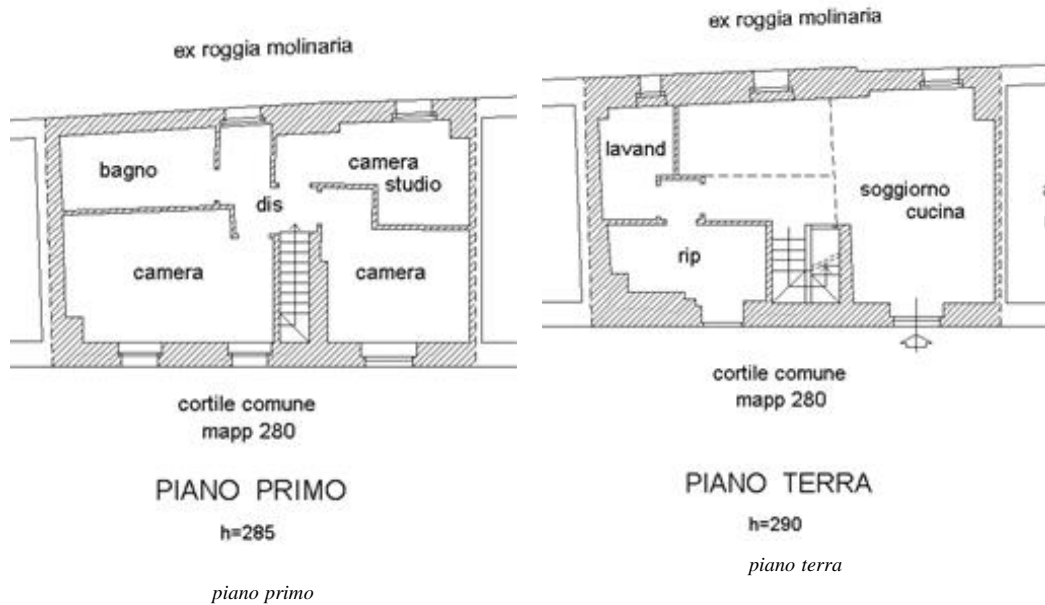 ex roggia molinaria
bagno
camera
studio
dis
camera
camera
cortile comune
mapp 280
PIANO PRIMO
h=285
piano primo
ex roggia molinaria
lavand
soggiorno
cucina
rip
cortile comune
mapp 280
PIANO TERRA
h=290
piano terra